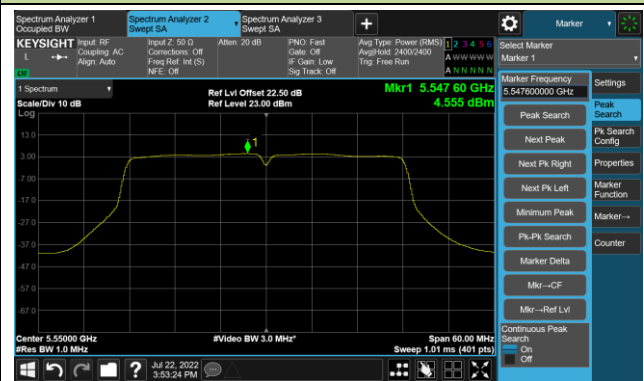 Spectrum Analyzer 1
Occupied BW
Spectrum Analyzer 2
Swept SA
Spectrum Analyzer 3
Swept SA
Marker
KEYSIGHT
L
Input: RF
Coupling: AC
Align: Auto
Input Z: 50 Ω
Corrections: Off
Freq Ref: Int (S)
NFE: Off
Atten: 20 dB
PNO: Fast
Gate: Off
IF Gain: Low
Sig Track: Off
Avg Type: Power (RMS)
Avg|Hold: 2400/2400
Trig: Free Run
1 2 3 4 5 6
A W W W W W
A N N N N N
Select Marker
Marker 1
1 Spectrum
Scale/Div 10 dB
Log
Ref Lvl Offset 22.50 dB
Ref Level 23.00 dBm
Mkr1 5.547 60 GHz
4.555 dBm
13.0
3.00
-7.00
-17.0
-27.0
-37.0
-47.0
-57.0
-67.0
1
Center 5.55000 GHz
#Res BW 1.0 MHz
#Video BW 3.0 MHz*
Span 60.00 MHz
Sweep 1.01 ms (401 pts)
Marker Frequency
5.547600000 GHz
Peak Search
Next Peak
Next Pk Right
Next Pk Left
Minimum Peak
Pk-Pk Search
Marker Delta
Mkr→CF
Mkr→Ref Lvl
Continuous Peak
Search
On
Off
Settings
Peak
Search
Pk Search
Config
Properties
Marker
Function
Marker→
Counter
Jul 22, 2022
3:53:24 PM